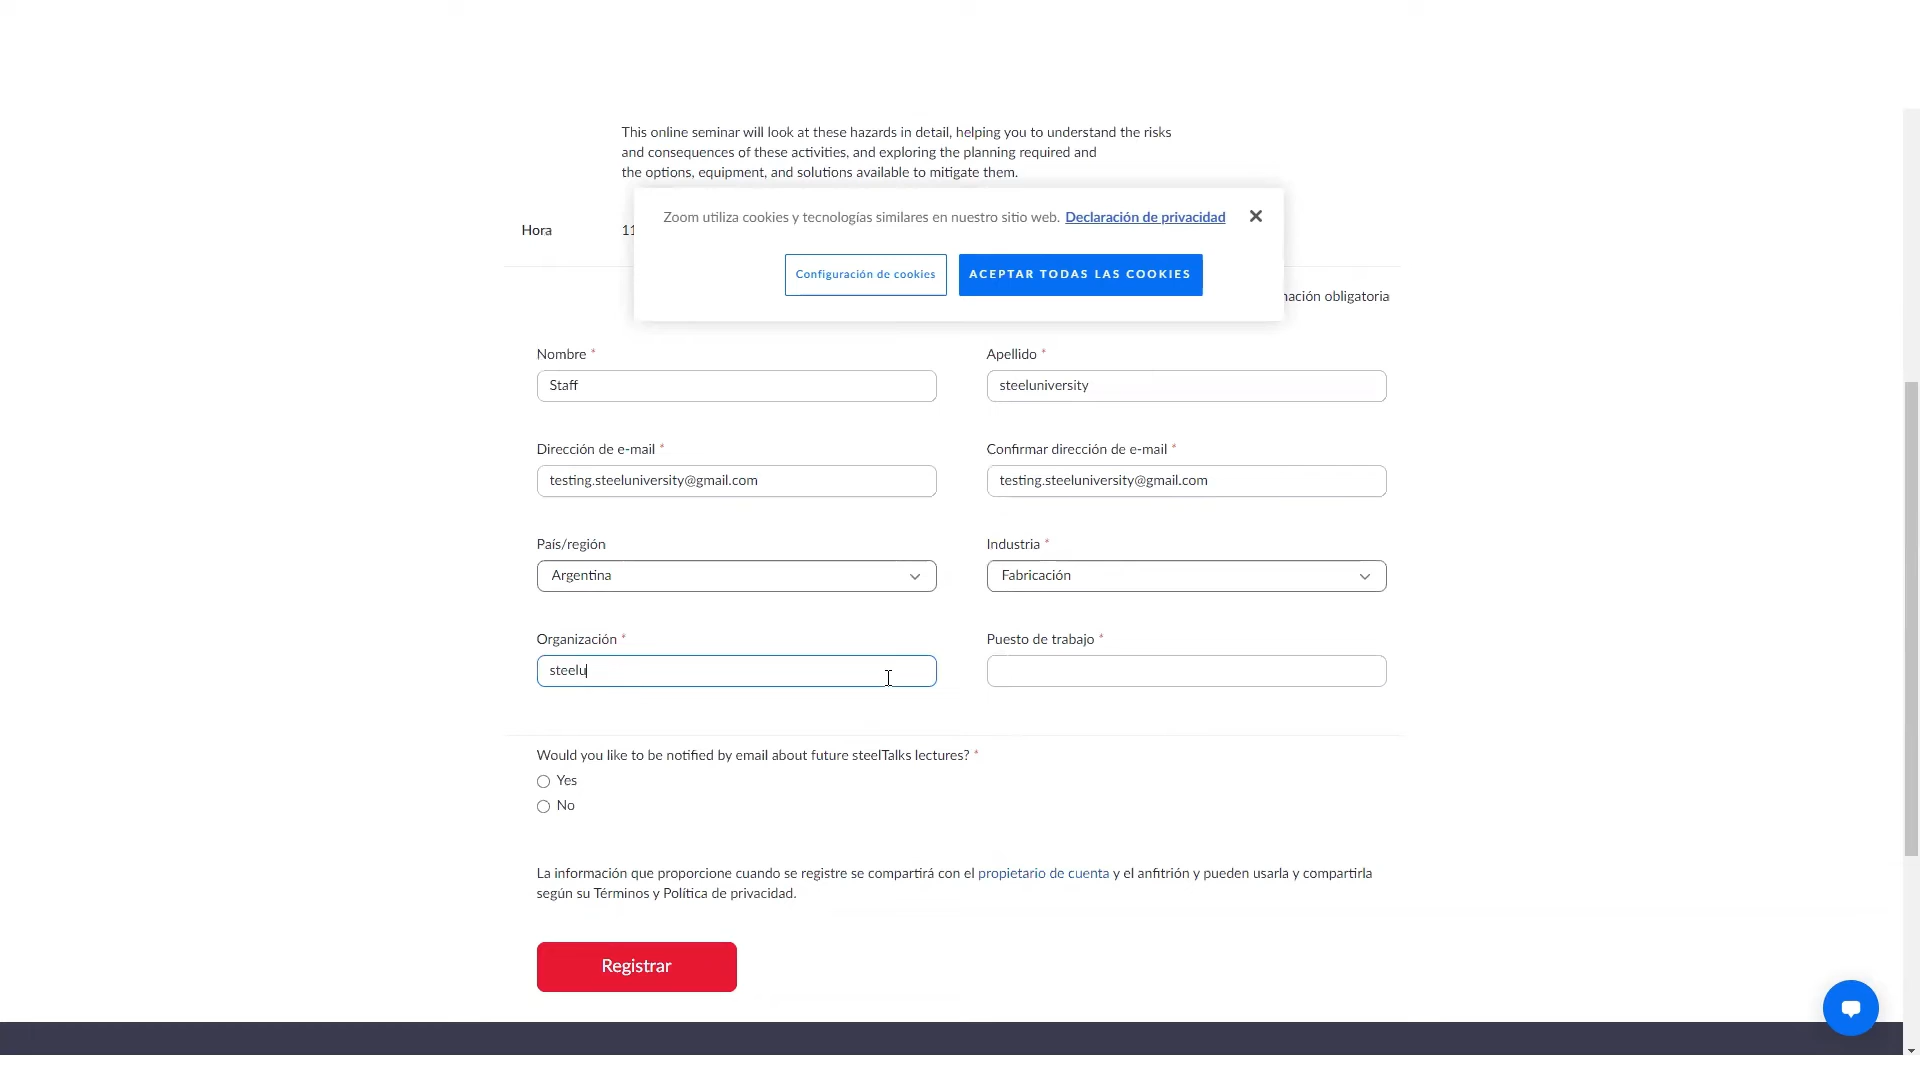 This online seminar will look at these hazards in detail, helping you to understand the risks
and consequences of these activities, and exploring the planning required and
the options, equipment, and solutions available to mitigate them.
Zoom utiliza cookies y tecnologías similares en nuestro sitio web. Declaración de privacidad
Hora 11
Configuración de cookies ACEPTAR TODAS LAS COOKIES
obligatoria
Nombre * Apellido *
Staff steeluniversity
Dirección de e-mail * Confirmar dirección de e-mail *
testing.steeluniversity@gmail.com testing.steeluniversity@gmail.com
País/región Industria *
Argentina Fabricación
Organización * Puesto de trabajo *
steelu
Would you like to be notified by email about future steelTalks lectures? *
Yes
No
La información que proporcione cuando se registre se compartirá con el propietario de cuenta y el anfitrión y pueden usarla y compartirla
según su Términos y Política de privacidad.
Registrar